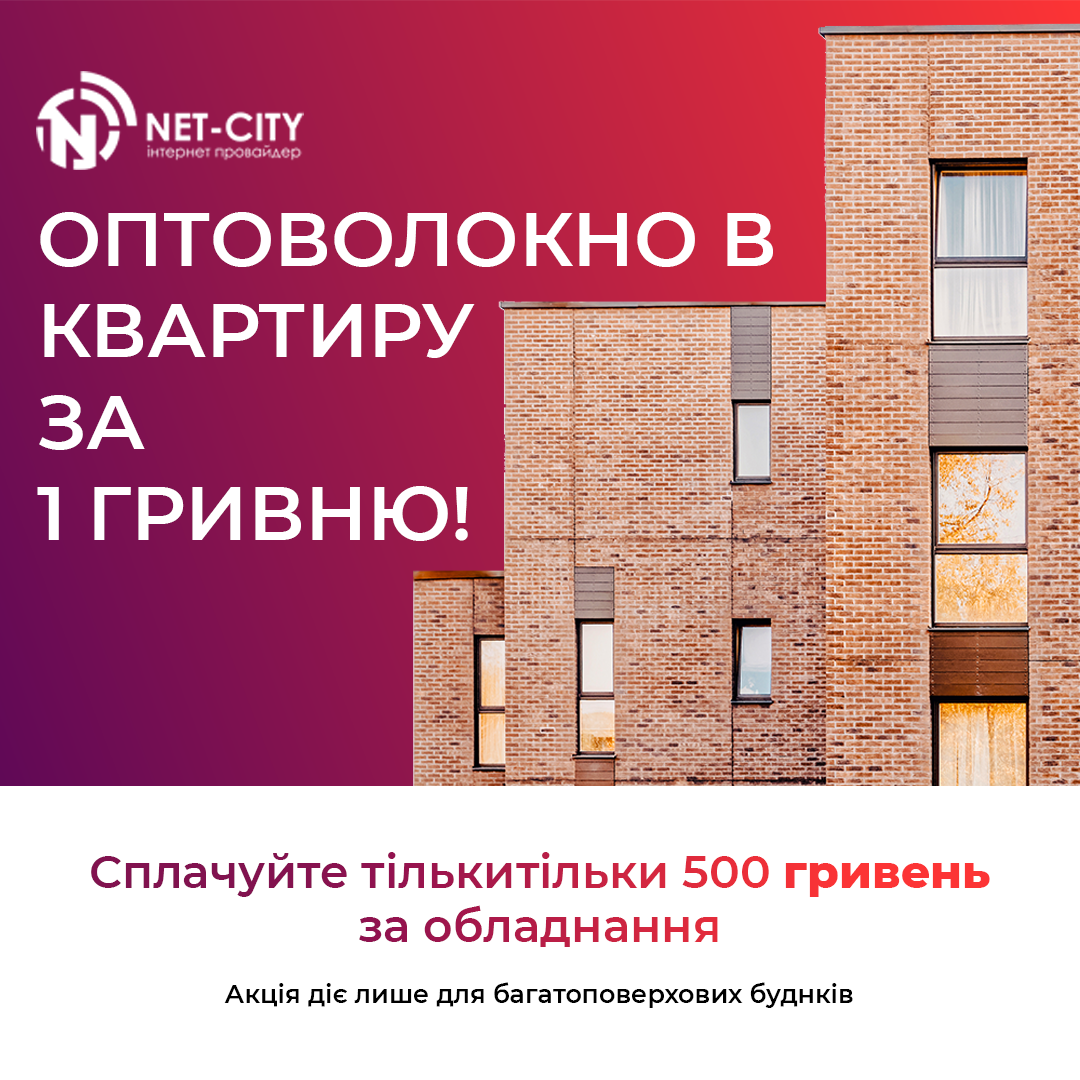 NET-CITY
інтернет провайдер
ОПТОВОЛОКНО В
КВАРТИРУ
ЗА
1 ГРИВНЮ!
Сплачуйте тількитільки 500 гривень
за обладнання
Акція діє лише для багатоповерхових буднків